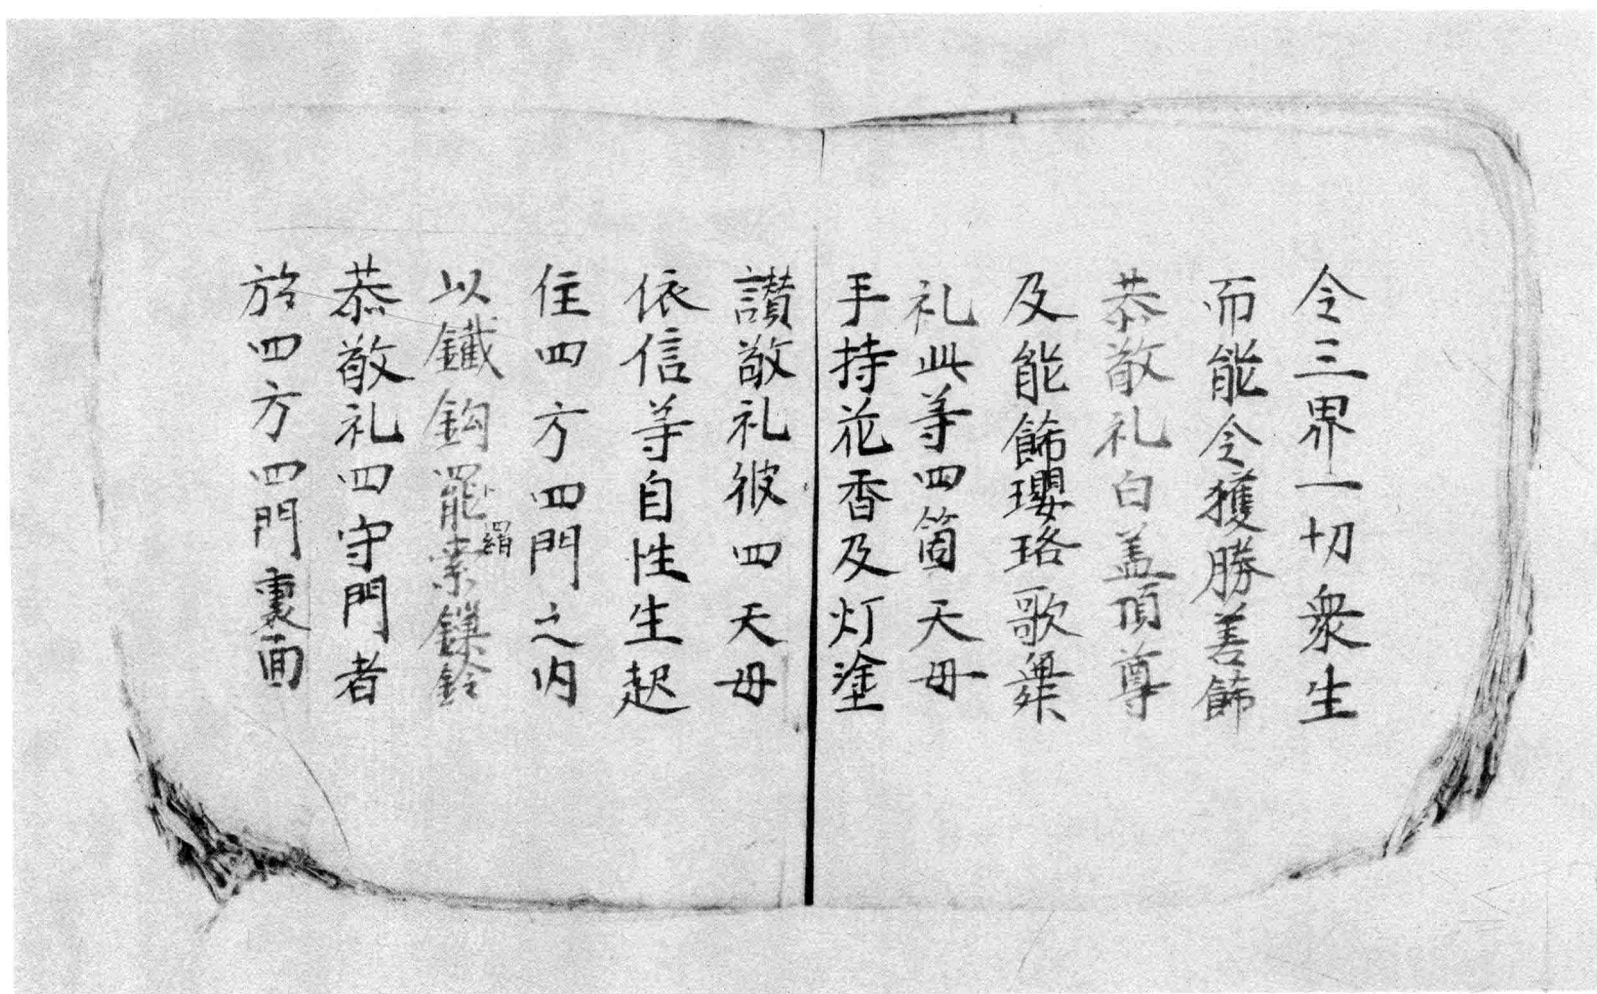 令三界一切衆生
而能令獲勝善飾
恭敬礼白盖頂尊
及能飾瓔珞歌舞
礼此等四箇天母
手持花香及灯塗
讃敬礼彼四天母
依信等自性生起
住四方四門之内
以鐵鈎罷索鏁鈴
羂
恭敬礼四守門者
於四方四門裏面